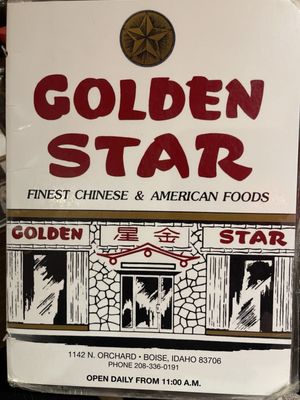 GOLDEN
STAR
FINEST CHINESE & AMERICAN FOODS
GOLDEN 星金 STAR
1142 N. ORCHARD • BOISE, IDAHO 83706
PHONE 208-336-0191
OPEN DAILY FROM 11:00 A.M.